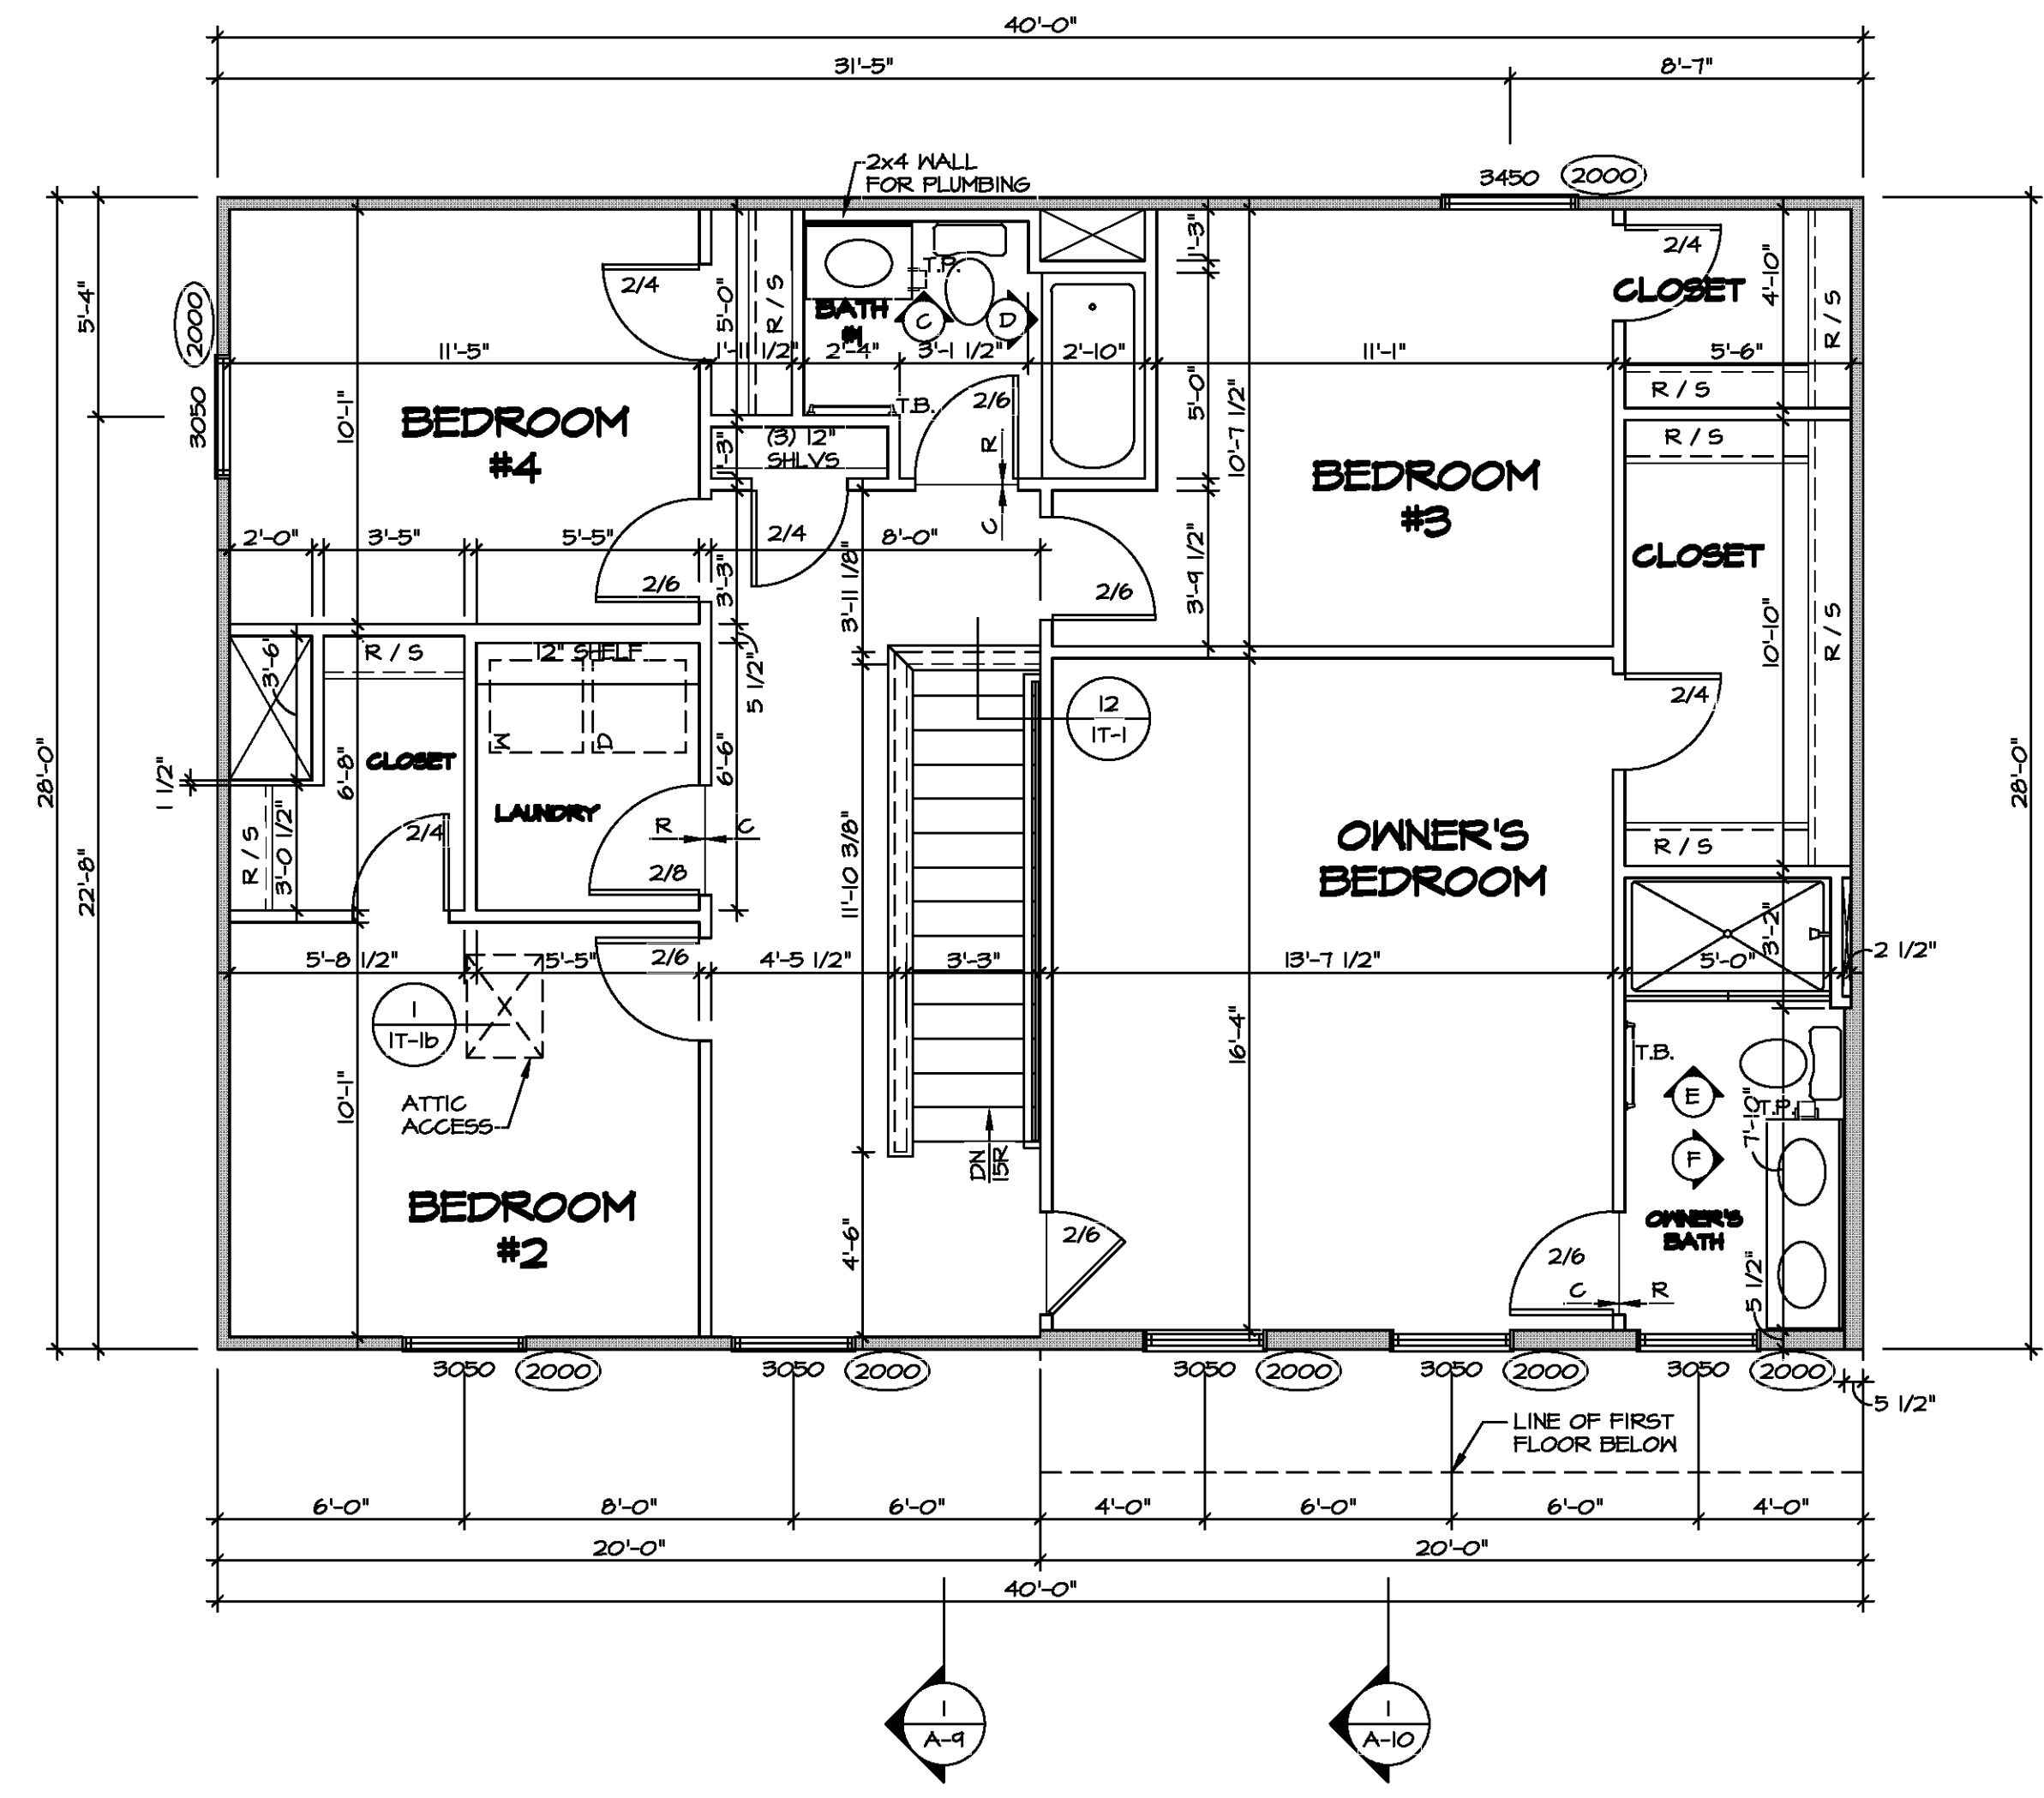 40'-0"
31'-5"
8'-7"
2x4 WALL
FOR PLUMBING
3450
2000
5'-4"
2000
3050
2/4
5'-0"
R / S
T.P.
BATH
#1
C
D
1'-3"
2/4
CLOSET
4'-10"
R / S
11'-5"
1'-11 1/2"
2'-4"
3'-1 1/2"
2'-10"
11'-1"
5'-6"
10'-1"
BEDROOM
#4
1'-3"
(3) 12"
SHLVS
T.B.
2/6
R
C
5'-0"
10'-7 1/2"
BEDROOM
#3
R / S
R / S
CLOSET
2'-0"
3'-5"
5'-5"
2/4
8'-0"
2/6
3'-3"
3'-11 1/8"
2/6
3'-9 1/2"
10'-10"
R / S
3'-6"
R / S
12" SHELF
5 1/2"
W
D
12
1T-1
2/4
28'-0"
28'-0"
1 1/2"
6'-8"
CLOSET
6'-6"
LAUNDRY
R
C
2/4
R / S
3'-0 1/2"
2/8
22'-8"
11'-10 3/8"
OWNER'S
BEDROOM
R / S
3'-2"
2 1/2"
5'-8 1/2"
5'-5"
2/6
4'-5 1/2"
3'-3"
13'-7 1/2"
5'-0"
1
1T-1b
16'-4"
T.B.
10'-1"
ATTIC
ACCESS
E
T.P.
7'-10"
DN
15R
F
BEDROOM
#2
4'-6"
2/6
2/6
C
R
OWNER'S
BATH
5 1/2"
3050
2000
3050
2000
3050
2000
3050
2000
3050
2000
5 1/2"
LINE OF FIRST
FLOOR BELOW
6'-0"
8'-0"
6'-0"
4'-0"
6'-0"
6'-0"
4'-0"
20'-0"
20'-0"
40'-0"
1
A-9
1
A-10